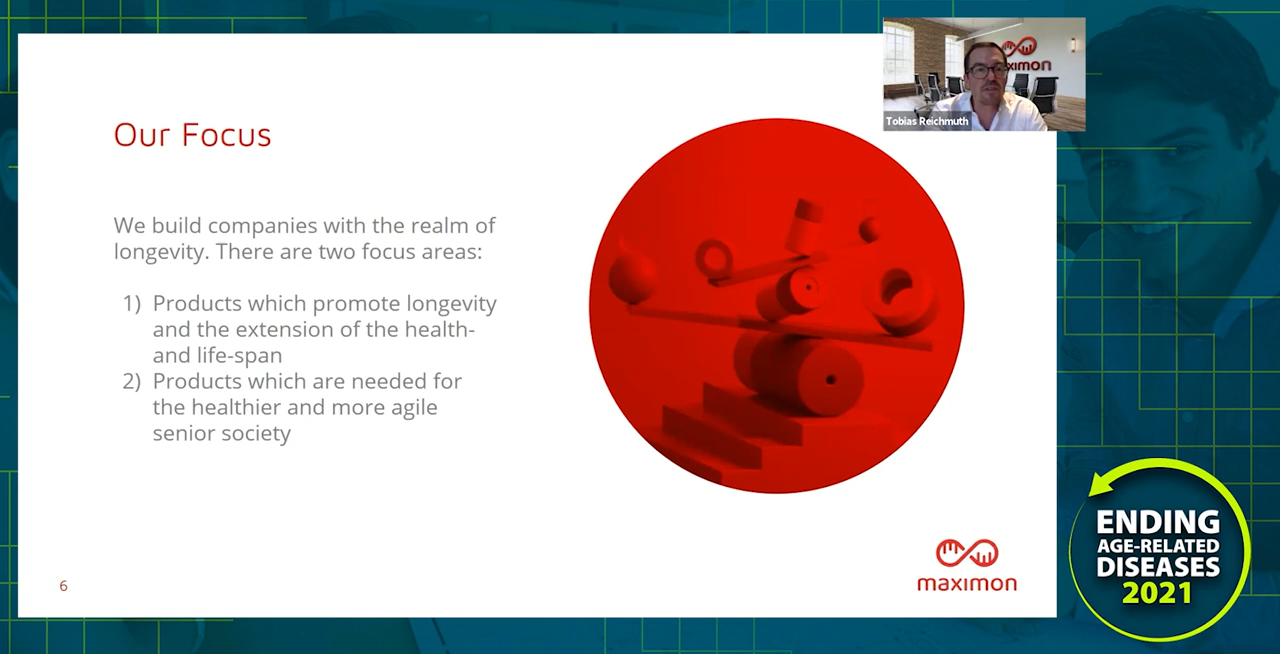 Our Focus
We build companies with the realm of
longevity. There are two focus areas:
1) Products which promote longevity
and the extension of the health-
and life-span
2) Products which are needed for
the healthier and more agile
senior society
6
maximon
maximon
Tobias Reichmuth
ENDING
AGE-RELATED
DISEASES
2021